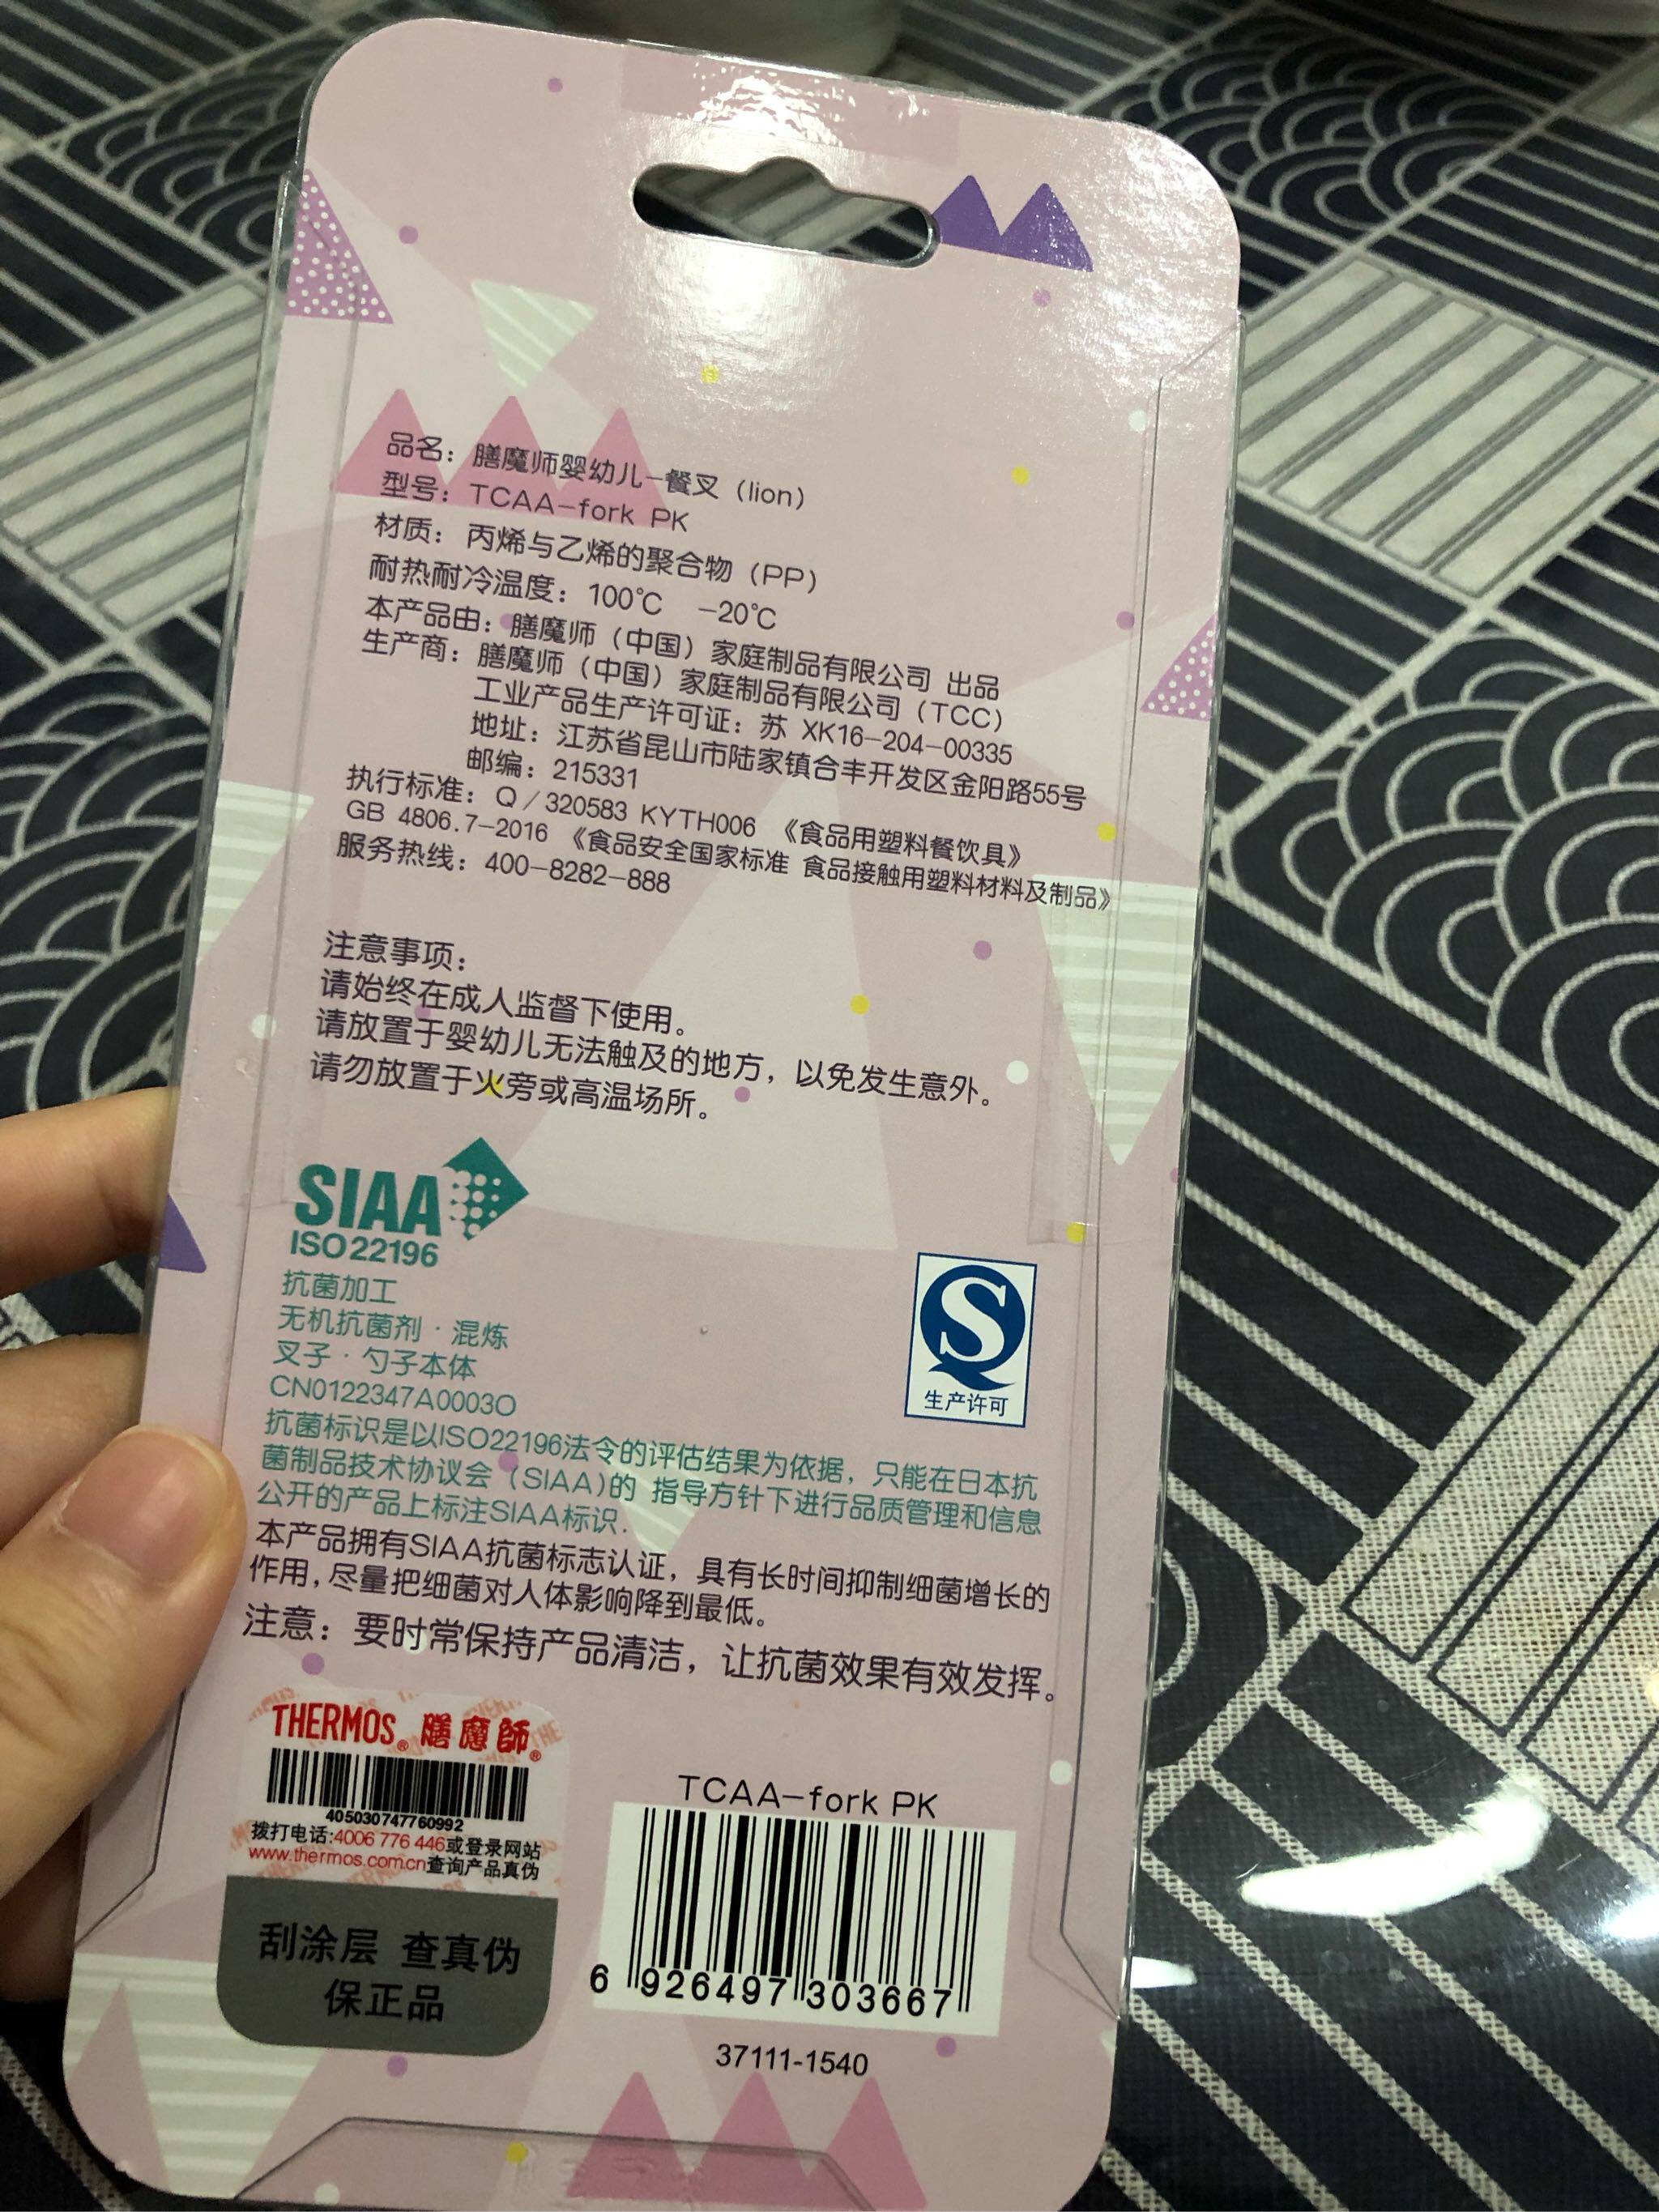 品名：膳魔师婴幼儿-餐叉（lion）
型号：TCAA-fork PK
材质：丙烯与乙烯的聚合物（PP）
耐热耐冷温度：100℃ -20℃
本产品由：膳魔师（中国）家庭制品有限公司 出品
生产商：膳魔师（中国）家庭制品有限公司（TCC）
工业产品生产许可证：苏 XK16-204-00335
地址：江苏省昆山市陆家镇合丰开发区金阳路55号
邮编：215331
执行标准：Q/320583 KYTH006 《食品用塑料餐饮具》
GB 4806.7-2016 《食品安全国家标准 食品接触用塑料材料及制品》
服务热线：400-8282-888
注意事项：
请始终在成人监督下使用。
请放置于婴幼儿无法触及的地方，以免发生意外。
请勿放置于火旁或高温场所。
SIAA
ISO22196
抗菌加工
无机抗菌剂·混炼
叉子·勺子本体
CN0122347A0003O
抗菌标识是以ISO22196法令的评估结果为依据，只能在日本抗
菌制品技术协议会（SIAA)的 指导方针下进行品质管理和信息
公开的产品上标注SIAA标识.
S
生产许可
本产品拥有SIAA抗菌标志认证，具有长时间抑制细菌增长的
作用,尽量把细菌对人体影响降到最低。
注意：要时常保持产品清洁，让抗菌效果有效发挥。
THERMOS® 膳魔師®
405030747760992
拨打电话:4006 776 446或登录网站
www.thermos.com.cn查询产品真伪
刮涂层 查真伪
保正品
TCAA-fork PK
6 926497 303667
37111-1540